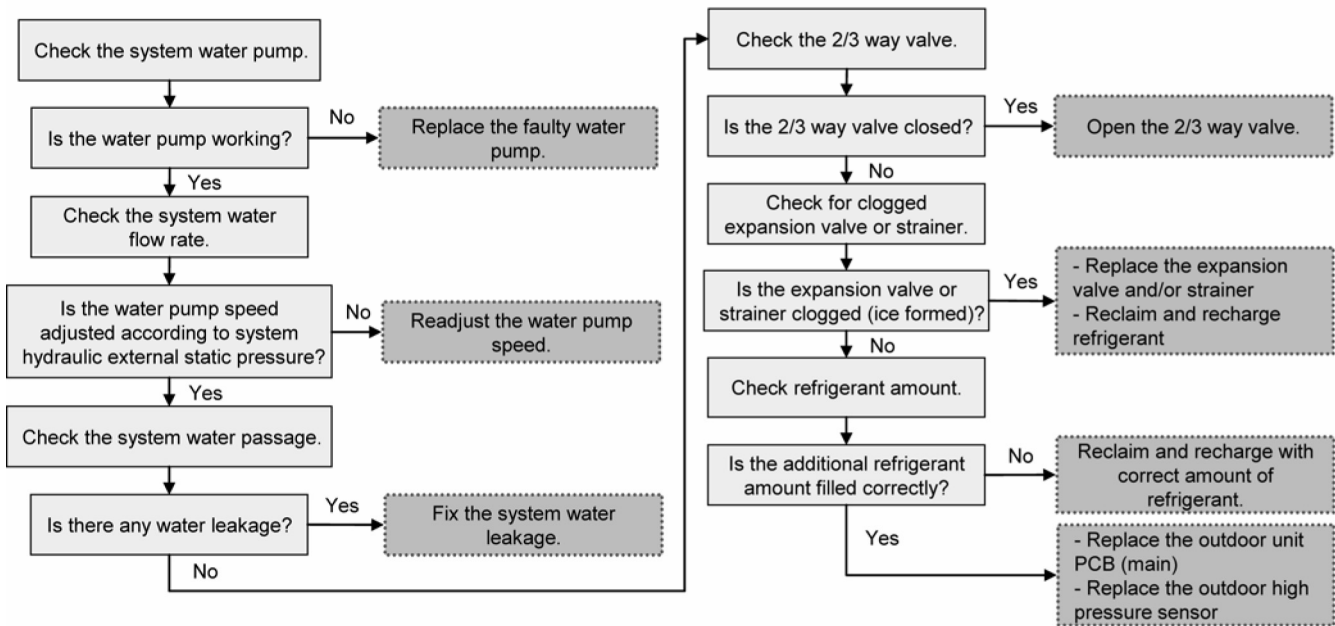 Check the system water pump.
Is the water pump working?
No
Replace the faulty water
pump.
Yes
Check the system water
flow rate.
Is the water pump speed
adjusted according to system
hydraulic external static pressure?
No
Readjust the water pump
speed.
Yes
Check the system water passage.
Is there any water leakage?
Yes
Fix the system water
leakage.
No
Check the 2/3 way valve.
Is the 2/3 way valve closed?
Yes
Open the 2/3 way valve.
No
Check for clogged
expansion valve or strainer.
Is the expansion valve or
strainer clogged (ice formed)?
Yes
- Replace the expansion
valve and/or strainer
- Reclaim and recharge
refrigerant
No
Check refrigerant amount.
Is the additional refrigerant
amount filled correctly?
No
Reclaim and recharge with
correct amount of
refrigerant.
Yes
- Replace the outdoor unit
PCB (main)
- Replace the outdoor high
pressure sensor